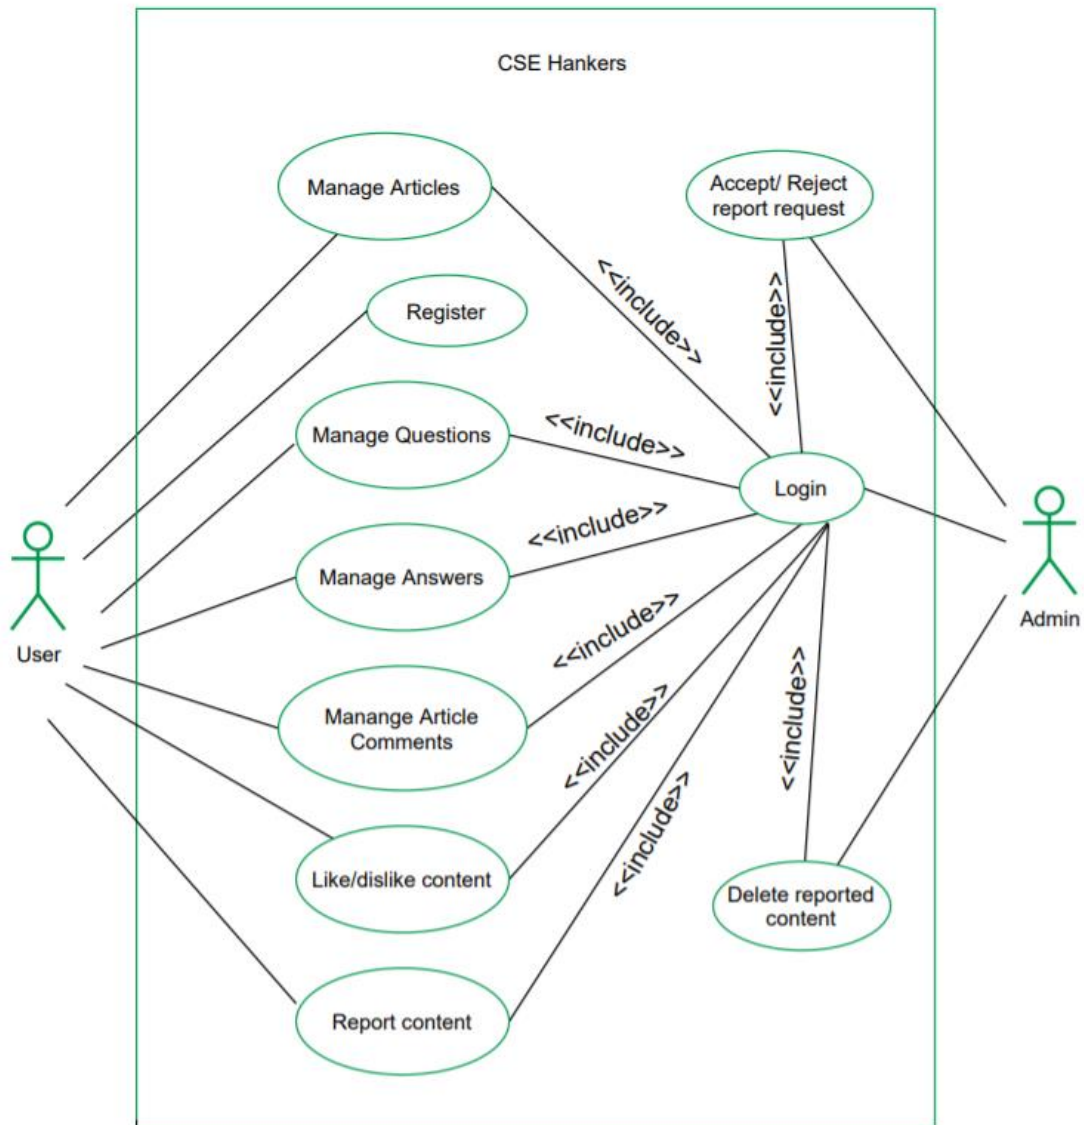 CSE Hankers
Manage Articles
Accept/ Reject
report request
<<include>>
<<include>>
Register
Manage Questions
<<include>>
Login
<<include>>
Manage Answers
User
Admin
<<include>>
Manange Article
Comments
<<include>>
<<include>>
<<include>>
Like/dislike content
Delete reported
content
Report content